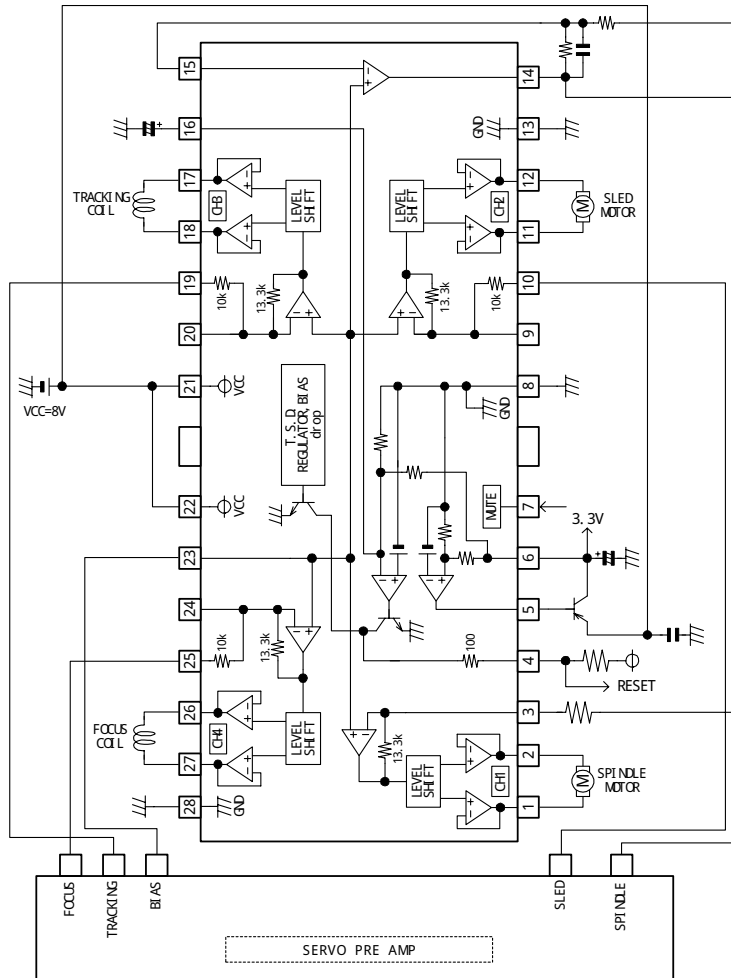 15
14
16
GND
13
17
TRACKING
COIL
CH3
LEVEL
SHIFT
LEVEL
SHIFT
CH2
12
SLED
MOTOR
M
18
11
19
10k
13.3k
13.3k
10k
10
20
9
VCC=8V
21
VCC
T.S.D
REGULATOR,BIAS
drop
GND
8
22
VCC
MUTE
7
3.3V
23
6
24
5
25
10k
13.3k
100
4
RESET
26
FOCUS
COIL
CH4
LEVEL
SHIFT
13.3k
3
27
LEVEL
SHIFT
CH1
2
SPINDLE
MOTOR
M
28
GND
1
FOCUS
TRACKING
BIAS
SLED
SPINDLE
SERVO PRE AMP